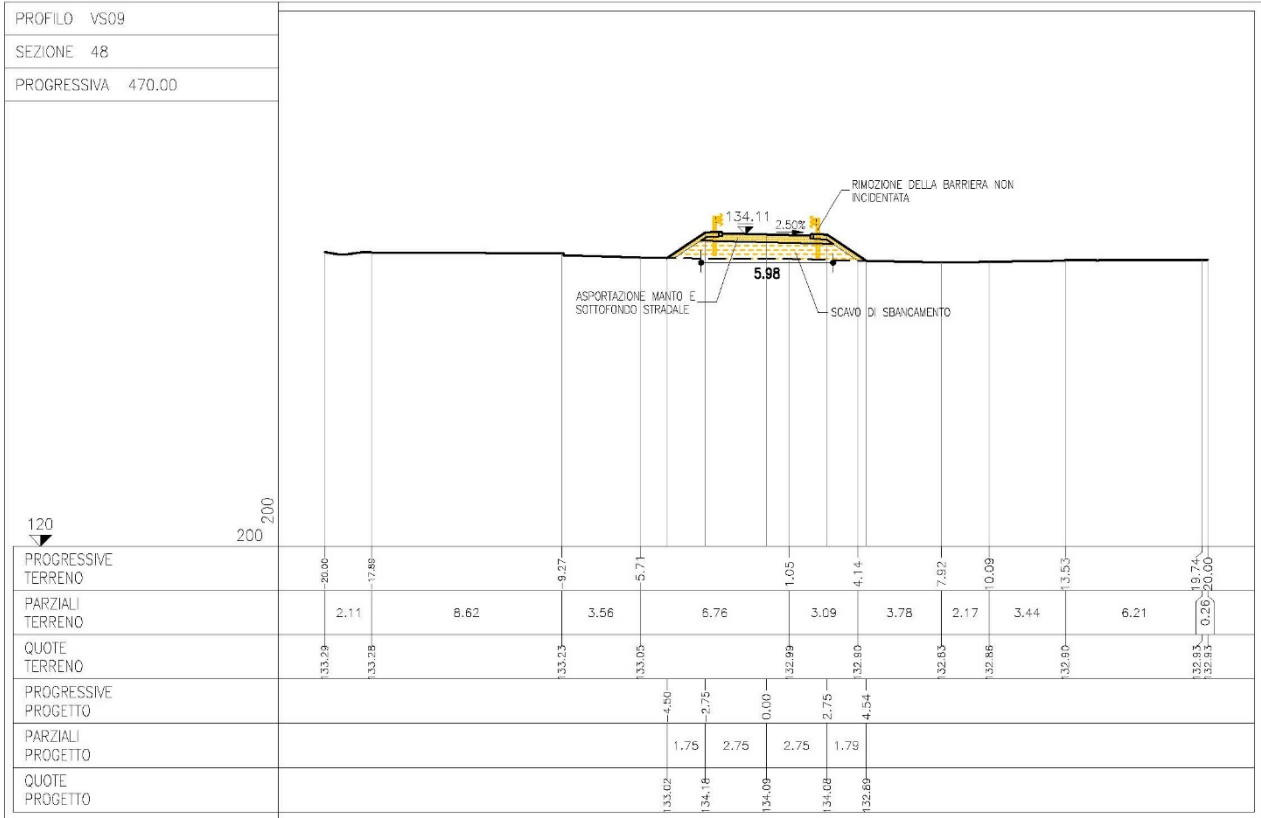 PROFILO VS09
SEZIONE 48
PROGRESSIVA 470.00
RIMOZIONE DELLA BARRIERA NON
INCIDENTATA
134.11
2.50%
5.98
ASPORTAZIONE MANTO E
SOTTOFONDO STRADALE
SCAVO DI SBANCAMENTO
120
200
200
PROGRESSIVE
TERRENO
-20.00 -17.89 -9.27 -5.71 1.05 4.14 7.92 10.09 13.53 19.74 20.00
PARZIALI
TERRENO
2.11 8.62 3.56 6.76 3.09 3.78 2.17 3.44 6.21 0.26
QUOTE
TERRENO
133.29 133.28 133.23 133.05 132.99 132.90 132.83 132.86 132.90 132.93 132.93
PROGRESSIVE
PROGETTO
-4.50 -2.75 0.00 2.75 4.54
PARZIALI
PROGETTO
1.75 2.75 2.75 1.79
QUOTE
PROGETTO
133.02 134.18 134.09 134.08 132.89